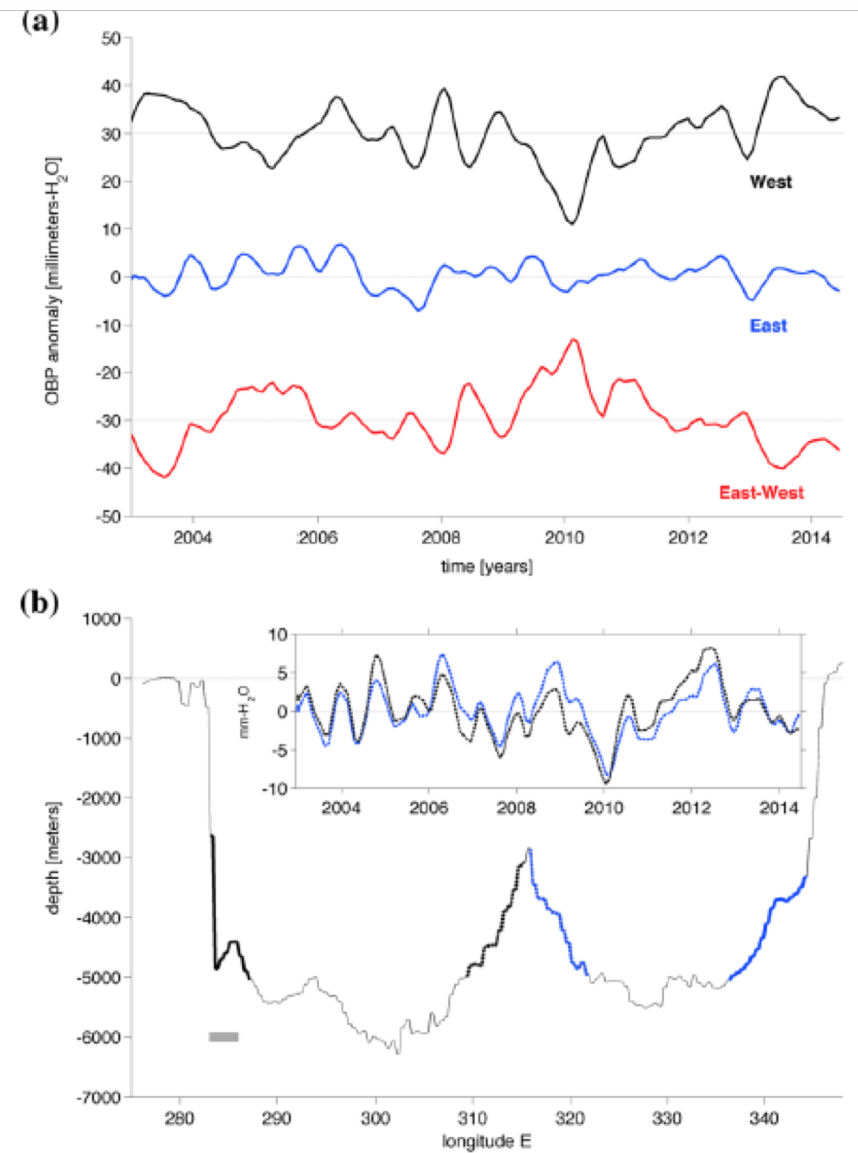 (a)
50
40
30
20
10
0
-10
-20
-30
-40
-50
OBP anomaly [millimeters-H₂O]
West
East
East-West
2004 2006 2008 2010 2012 2014
time [years]
(b)
1000
0
-1000
-2000
-3000
-4000
-5000
-6000
-7000
depth [meters]
10
5
0
-5
-10
mm-H₂O
2004 2006 2008 2010 2012 2014
280 290 300 310 320 330 340
longitude E